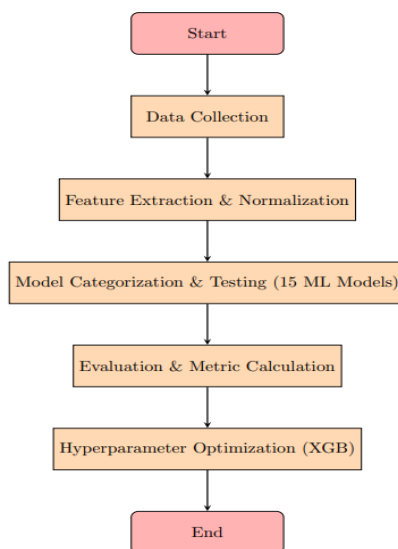 Start
Data Collection
Feature Extraction & Normalization
Model Categorization & Testing (15 ML Models)
Evaluation & Metric Calculation
Hyperparameter Optimization (XGB)
End